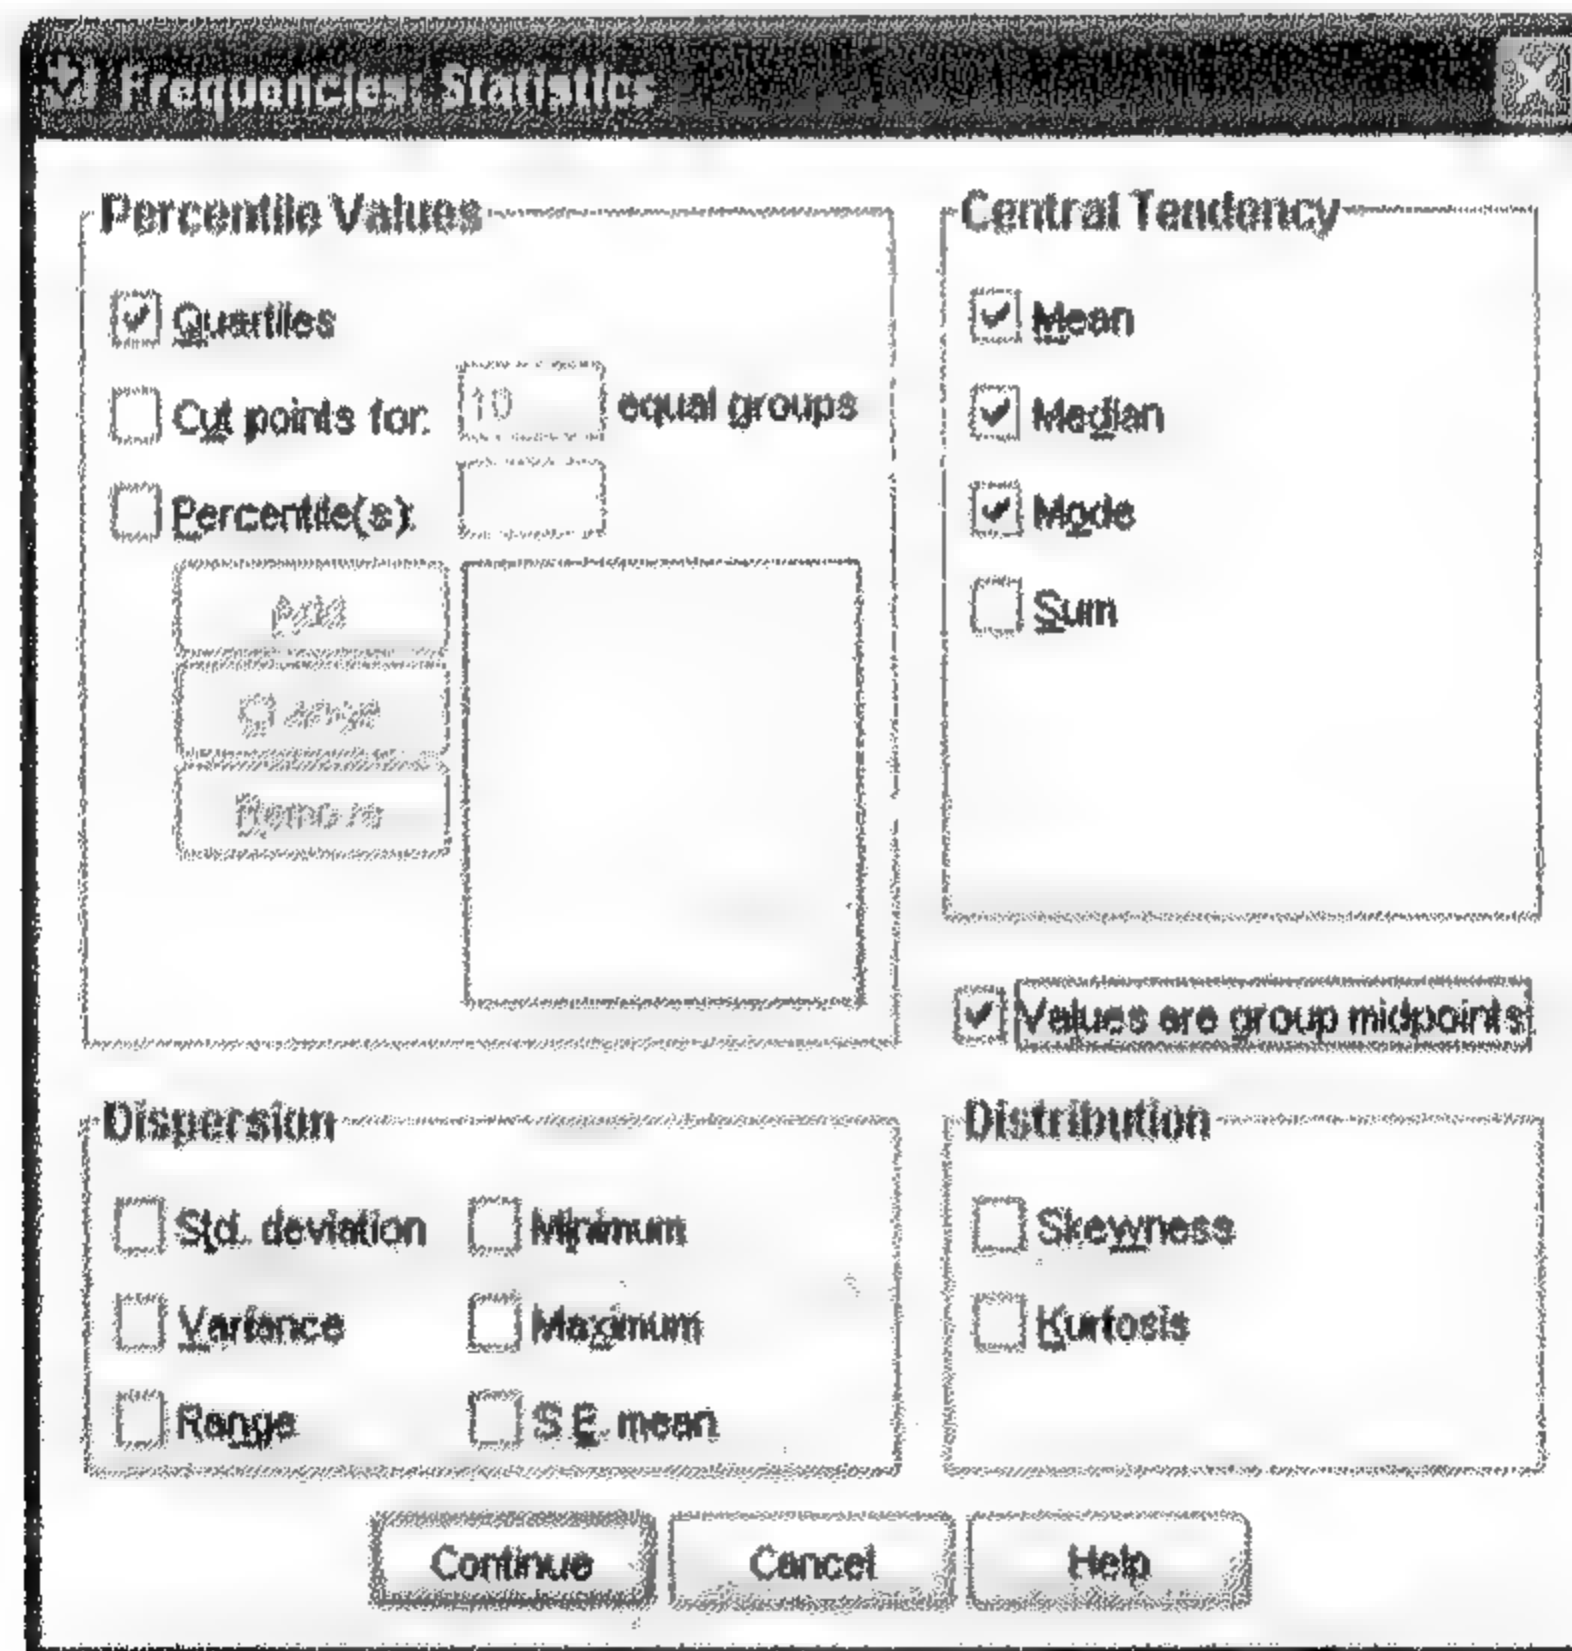 Frequencies: Statistics
Percentile Values
Quartiles
Cut points for: 10 equal groups
Percentile(s):
Add
Change
Remove
Central Tendency
Mean
Median
Mode
Sum
Values are group midpoints
Dispersion
Std. deviation
Minimum
Variance
Maximum
Range
S.E. mean
Distribution
Skewness
Kurtosis
Continue
Cancel
Help